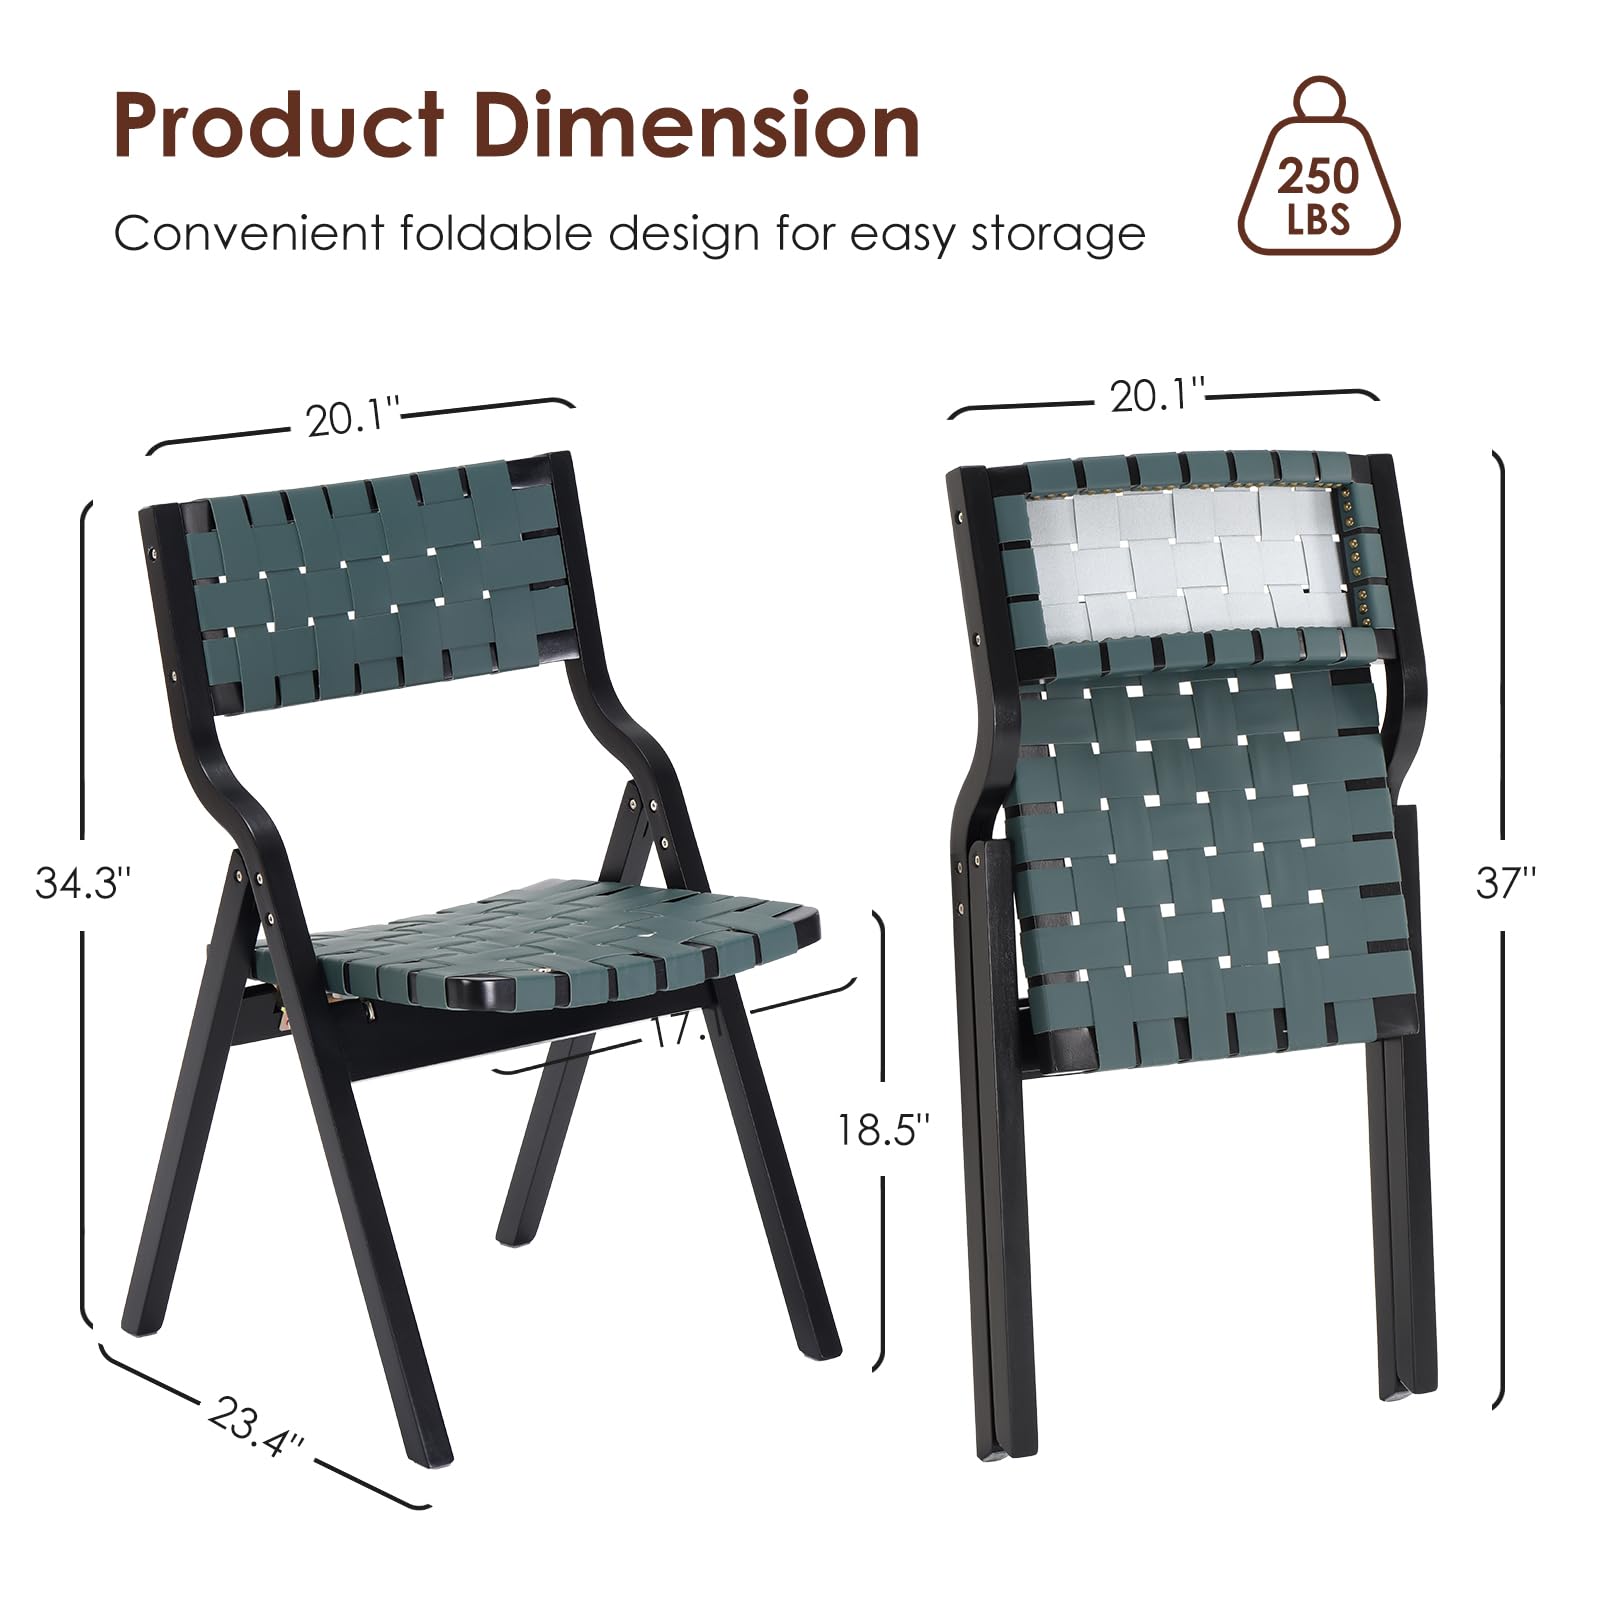 Product Dimension
Convenient foldable design for easy storage
250
LBS
20.1"
20.1"
34.3"
37"
18.5"
23.4"